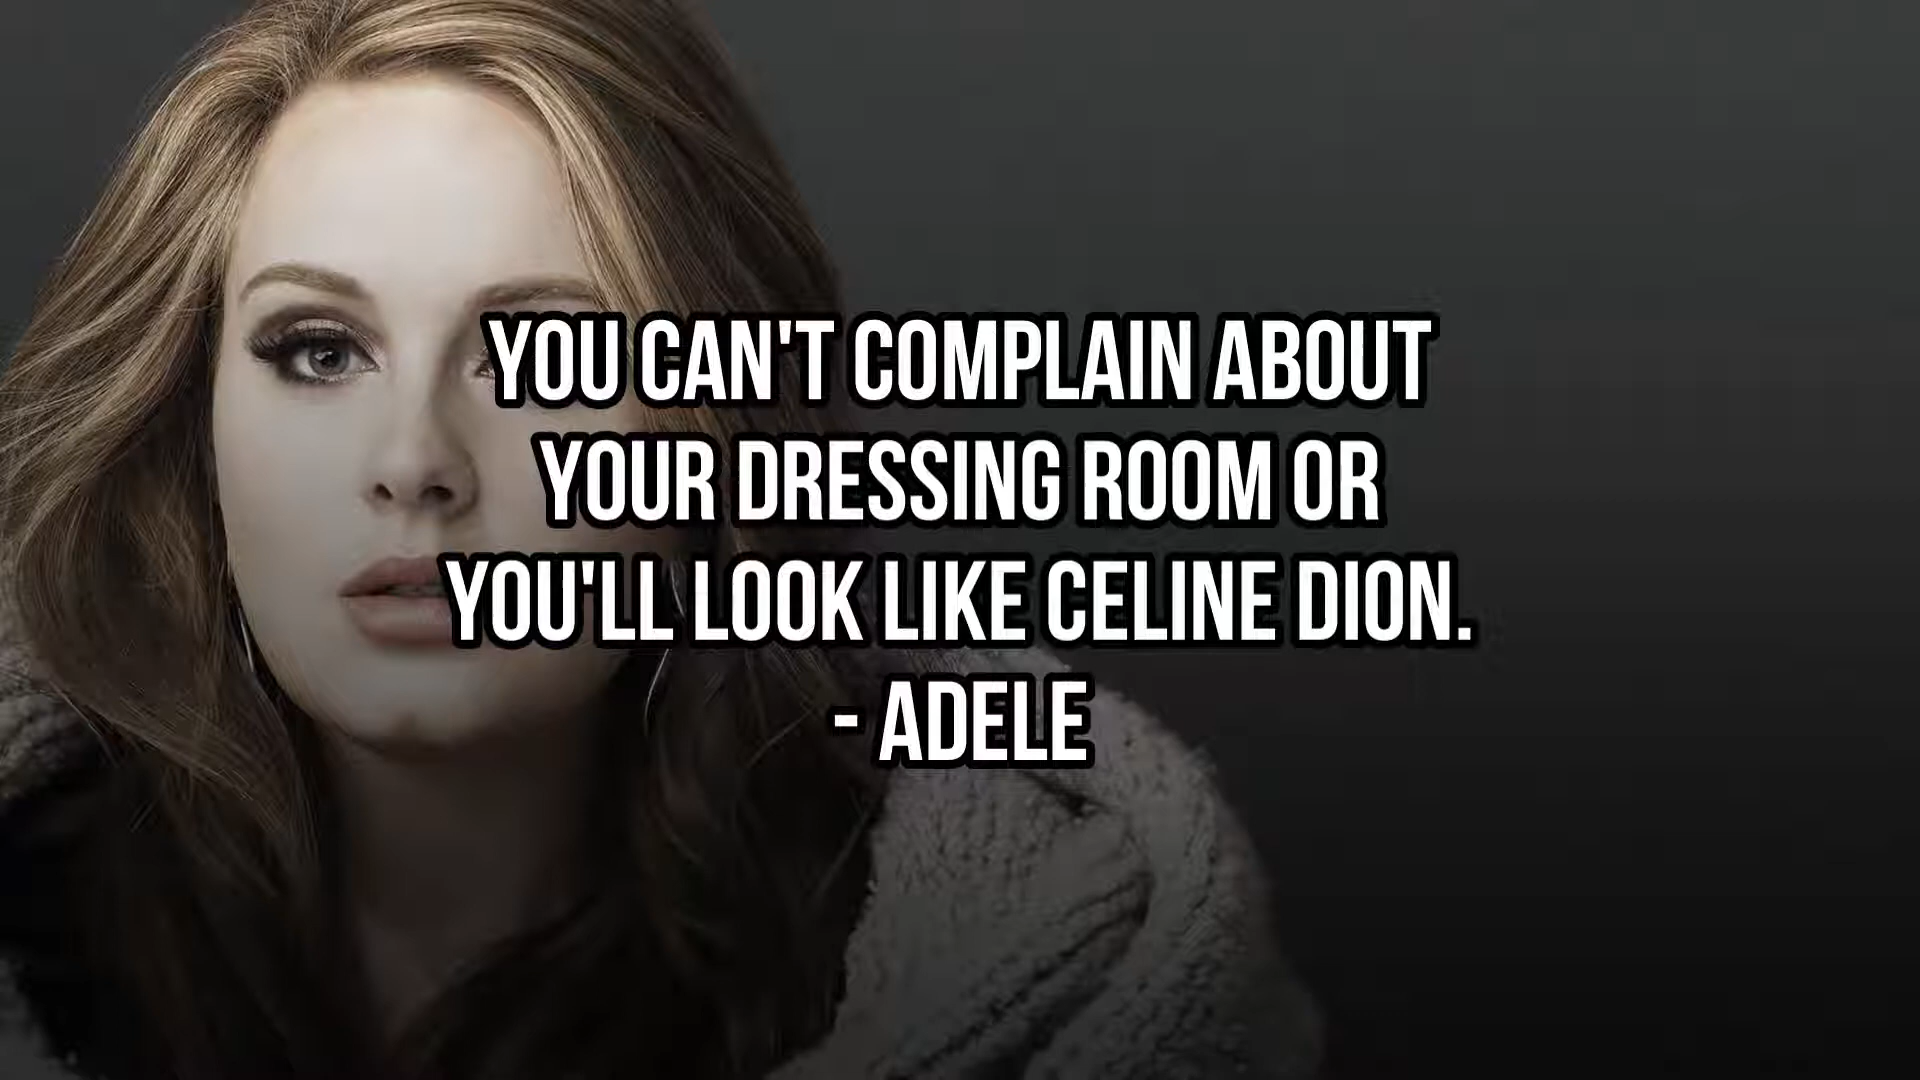 YOU CAN'T COMPLAIN ABOUT
YOUR DRESSING ROOM OR
YOU'LL LOOK LIKE CELINE DION.
- ADELE